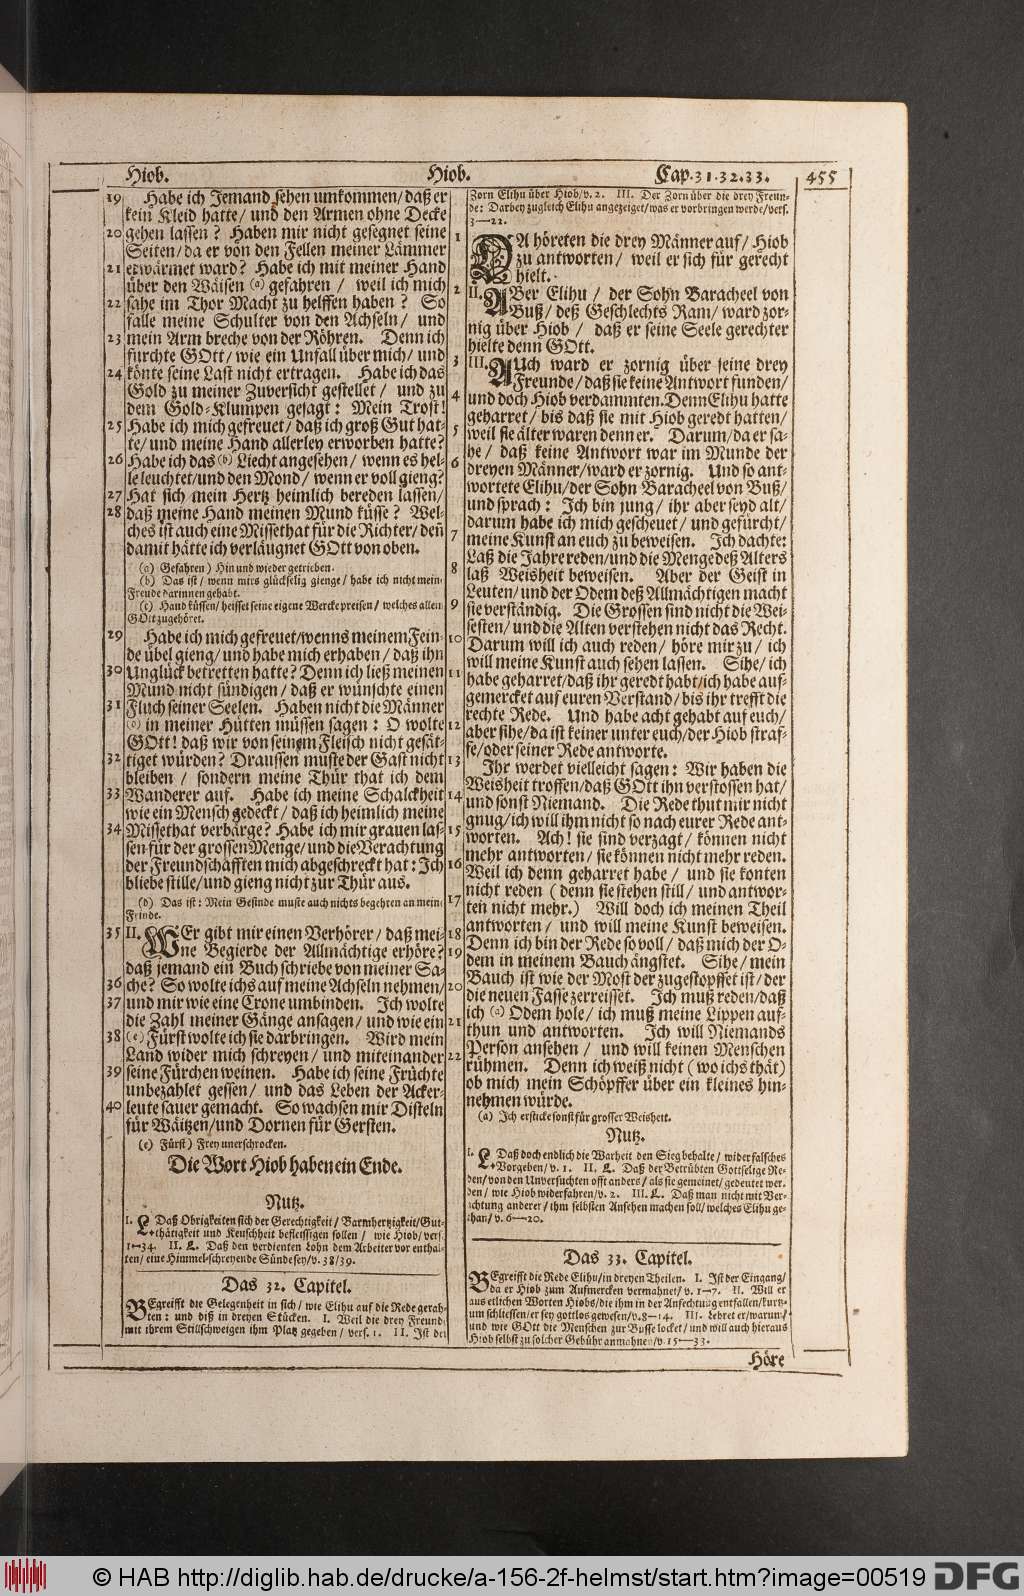 Hiob. Hiob. Cap. 31. 32. 33. 455
19 Habe ich Jemand sehen umkommen/ daß er
kein Kleid hatte/ und den Armen ohne Decke
20 gehen lassen? Haben mir nicht gesegnet seine
Seiten/ da er von den Fellen meiner Lämmer
21 erwärmet ward? Habe ich mit meiner Hand
über den Wäisen (a) gefahren/ weil ich mich
22 sahe im Thor Macht zu helffen haben? So
falle meine Schulter von den Achseln/ und
23 mein Arm breche von der Röhren. Denn ich
fürchte GOtt/ wie ein Unfall über mich/ und
24 könte seine Last nicht ertragen. Habe ich das
Gold zu meiner Zuversicht gestellet/ und zu
dem Gold-Klumpen gesagt: Mein Trost!
25 Habe ich mich gefreuet/ daß ich groß Gut hat-
te/ und meine Hand allerley erworben hatte?
26 Habe ich das (b) Liecht angesehen/ wenn es hel-
le leuchtet/ und den Mond/ wenn er voll gieng?
27 Hat sich mein Hertz heimlich bereden lassen/
28 daß meine Hand meinen Mund küsse? Wel-
ches ist auch eine Missethat für die Richter/ deñ
damit hätte ich verläugnet GOtt von oben.
(a) Gefahren) Hin und wieder getrieben.
(b) Das ist/ wenn mirs glückselig gienge/ habe ich nicht mein
Freude darinnen gehabt.
(c) Hand küssen/ heisset seine eigene Wercke preisen/ welches allen
GOtt zugehöret.
29 Habe ich mich gefreuet/ wenns meinem Fein-
de übel gieng/ und habe mich erhaben/ daß ihn
30 Unglück betretten hatte? Denn ich ließ meinen
Mund nicht sündigen/ daß er wünschte einen
31 Fluch seiner Seelen. Haben nicht die Männer
(d) in meiner Hütten müssen sagen: O wolte
GOtt! daß wir von seinem Fleisch nicht gesät-
32 tiget würden? Draussen muste der Gast nicht
bleiben/ sondern meine Thür that ich dem
33 Wanderer auf. Habe ich meine Schalckheit
wie ein Mensch gedeckt/ daß ich heimlich meine
34 Missethat verbärge? Habe ich mir grauen las-
sen für der grossen Menge/ und die Verachtung
der Freundschafften mich abgeschreckt hat: Ich
bliebe stille/ und gieng nicht zur Thür aus.
(d) Das ist: Mein Gesinde muste auch nichts begehren an mein
Feinde.
35 II. WEr gibt mir einen Verhörer/ daß mei-
ne Begierde der Allmächtige erhöre?
daß jemand ein Buch schriebe von meiner Sa-
36 che? So wolte ichs auf meine Achseln nehmen/
37 und mir wie eine Crone umbinden. Ich wolte
die Zahl meiner Gänge ansagen/ und wie ein
38 (e) Fürst wolte ich sie darbringen. Wird mein
Land wider mich schreyen/ und miteinander
39 seine Fürchen weinen. Habe ich seine Früchte
unbezahlet gessen/ und das Leben der Acker-
40 leute sauer gemacht. So wachsen mir Disteln
für Wäitzen/ und Dornen für Gersten.
(e) Fürst) Frey unerschrocken.
Die Wort Hiob haben ein Ende.
Nutz.
I. L. Daß Obrigkeiten sich der Gerechtigkeit/ Barmhertzigkeit/ Gut-
thätigkeit und Keuschheit befleissigen sollen/ wie Hiob/ vers.
1—34. II. L. Daß den verdienten Lohn dem Arbeiter vor enthal-
ten/ eine Himmel-schreyende Sünde sey/ v. 38/39.
Das 32. Capitel.
BEgreifft die Gelegenheit in sich/ wie Elihu auf die Rede gerah-
ten: und diß in dreyen Stücken. I. Weil die drey Freund
mit ihrem Stillschweigen ihm Platz gegeben/ vers. 1. II. Ist der
Zorn Elihu über Hiob/ v. 2. III. Der Zorn über die drey Freun-
de: Darbey zugleich Elihu angezeiget/ was er vorbringen werde/ vers.
3—22.
1 DA höreten die drey Männer auf/ Hiob
zu antworten/ weil er sich für gerecht
hielt.
2 II. ABer Elihu/ der Sohn Baracheel von
Buß/ deß Geschlechts Ram/ ward zor-
nig über Hiob/ daß er seine Seele gerechter
hielte denn GOtt.
3 III. AUch ward er zornig über seine drey
Freunde/ daß sie keine Antwort funden/
4 und doch Hiob verdammten. Denn Elihu hatte
geharret/ bis daß sie mit Hiob geredt hatten/
5 weil sie älter waren denn er. Darum/ da er sa-
he/ daß keine Antwort war im Munde der
6 dreyen Männer/ ward er zornig. Und so ant-
wortete Elihu/ der Sohn Baracheel von Buß/
und sprach: Ich bin jung/ ihr aber seyd alt/
darum habe ich mich gescheuet/ und gefürcht/
7 meine Kunst an euch zu beweisen. Ich dachte:
Laß die Jahre reden/ und die Menge deß Alters
8 laß Weisheit beweisen. Aber der Geist in
Leuten/ und der Odem deß Allmächtigen macht
9 sie verständig. Die Grossen sind nicht die Wei-
sesten/ und die Alten verstehen nicht das Recht.
10 Darum will ich auch reden/ höre mir zu/ ich
will meine Kunst auch sehen lassen. Sihe/ ich
11 habe geharret/ daß ihr geredt habt/ ich habe auf-
gemercket auf euren Verstand/ bis ihr trefft die
rechte Rede. Und habe acht gehabt auf euch/
12 aber sihe/ da ist keiner unter euch/ der Hiob straf-
fe/ oder seiner Rede antworte.
13 Ihr werdet vielleicht sagen: Wir haben die
Weisheit troffen/ daß GOtt ihn verstossen hat/
14 und sonst Niemand. Die Rede thut mir nicht
gnug/ ich will ihm nicht so nach eurer Rede ant-
15 worten. Ach! sie sind verzagt/ können nicht
mehr antworten/ sie können nicht mehr reden.
16 Weil ich denn geharret habe/ und sie konten
nicht reden (denn sie stehen still/ und antwor-
17 ten nicht mehr.) Will doch ich meinen Theil
antworten/ und will meine Kunst beweisen.
18 Denn ich bin der Rede so voll/ daß mich der O-
19 dem in meinem Bauch ängstet. Sihe/ mein
Bauch ist wie der Most der zugestopffet ist/ der
20 die neuen Fasse zerreisset. Ich muß reden/ daß
ich (a) Odem hole/ ich muß meine Lippen auf-
21 thun und antworten. Ich will Niemands
Person ansehen/ und will keinen Menschen
22 rühmen. Denn ich weiß nicht (wo ichs thät)
ob mich mein Schöpffer über ein kleines hin-
nehmen würde.
(a) Ich ersticke sonst für grosser Weisheit.
Nutz.
I. L. Daß doch endlich die Warheit den Sieg behalte/ wider falsches
Vorgeben/ v. 1. II. L. Daß der Betrübten Gottselige Re-
den/ von den Unversuchten offt anders/ als sie gemeinet/ gedeutet wer-
den/ wie Hiob widerfahren/ v. 2. III. L. Daß man nicht mit Ver-
achtung anderer/ ihm selbsten Ansehen machen soll/ welches Elihu ge-
than/ v. 6—20.
Das 33. Capitel.
BEgreifft die Rede Elihu/ in dreyen Theilen. I. Ist der Eingang/
da er Hiob zum Aufmercken vermahnet/ v. 1—7. II. Will er
aus etlichen Worten Hiobs/ die ihm in der Anfechtung entfallen/ kurtz-
um schliessen/ er sey gottlos gewesen/ v. 8—14. III. Lehret er/ warum/
und wie GOtt die Menschen zur Busse locket/ und will auch hieraus
Hiob selbst zu solcher Gebühr anmahnen/ v. 15—33.
Höre
© HAB http://diglib.hab.de/drucke/a-156-2f-helmst/start.htm?image=00519 DFG